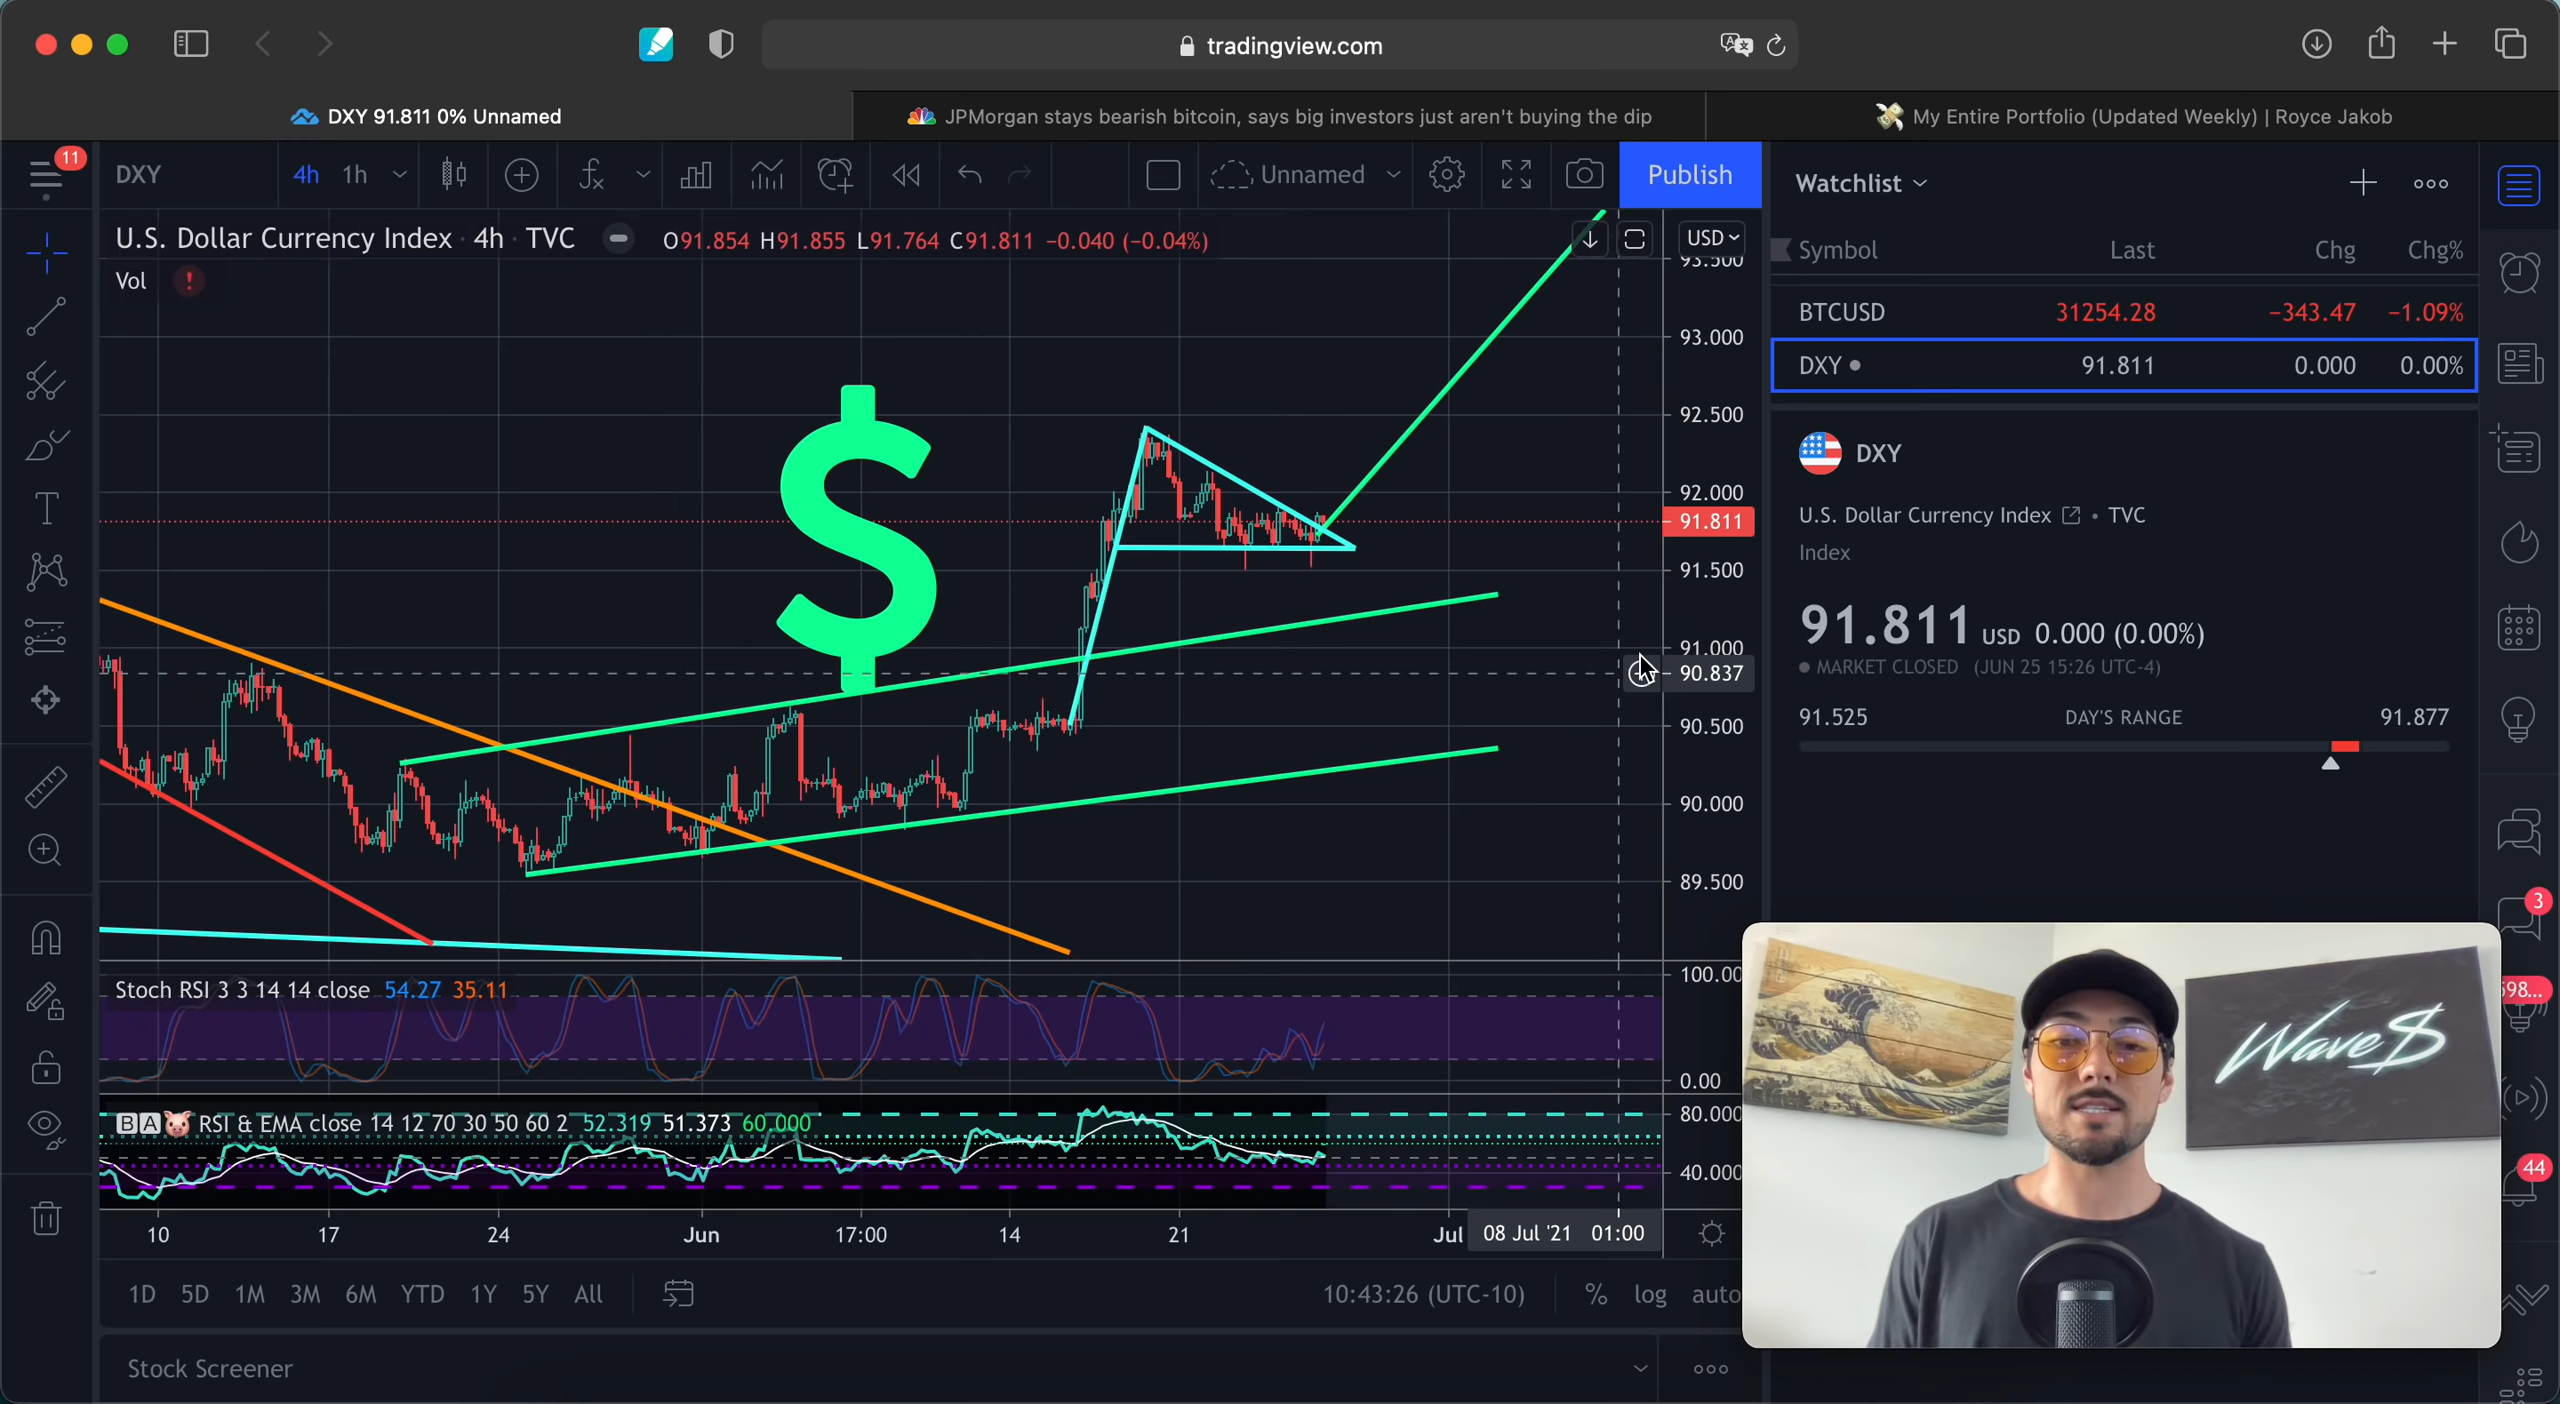 tradingview.com
DXY 91.811 0% Unnamed
JPMorgan stays bearish bitcoin, says big investors just aren't buying the dip
My Entire Portfolio (Updated Weekly) | Royce Jakob
11
DXY
4h 1h
Unnamed
Publish
Watchlist
U.S. Dollar Currency Index · 4h · TVC
O91.854 H91.855 L91.764 C91.811 −0.040 (−0.04%)
Vol
USD
Symbol Last Chg Chg%
BTCUSD 31254.28 −343.47 −1.09%
DXY 91.811 0.000 0.00%
$
93.500
93.000
92.500
92.000
91.811
91.500
91.000
90.837
90.500
90.000
89.500
DXY
U.S. Dollar Currency Index • TVC
Index
91.811 USD 0.000 (0.00%)
MARKET CLOSED (JUN 25 15:26 UTC-4)
91.525 DAY'S RANGE 91.877
3
Stoch RSI 3 3 14 14 close 54.27 35.11
100.00
0.00
98...
Wave$
BA🐷 RSI & EMA close 14 12 70 30 50 60 2 52.319 51.373 60.000
80.000
40.000
44
10 17 24 Jun 17:00 14 21 Jul
08 Jul '21 01:00
1D 5D 1M 3M 6M YTD 1Y 5Y All
10:43:26 (UTC-10)
% log auto
Stock Screener